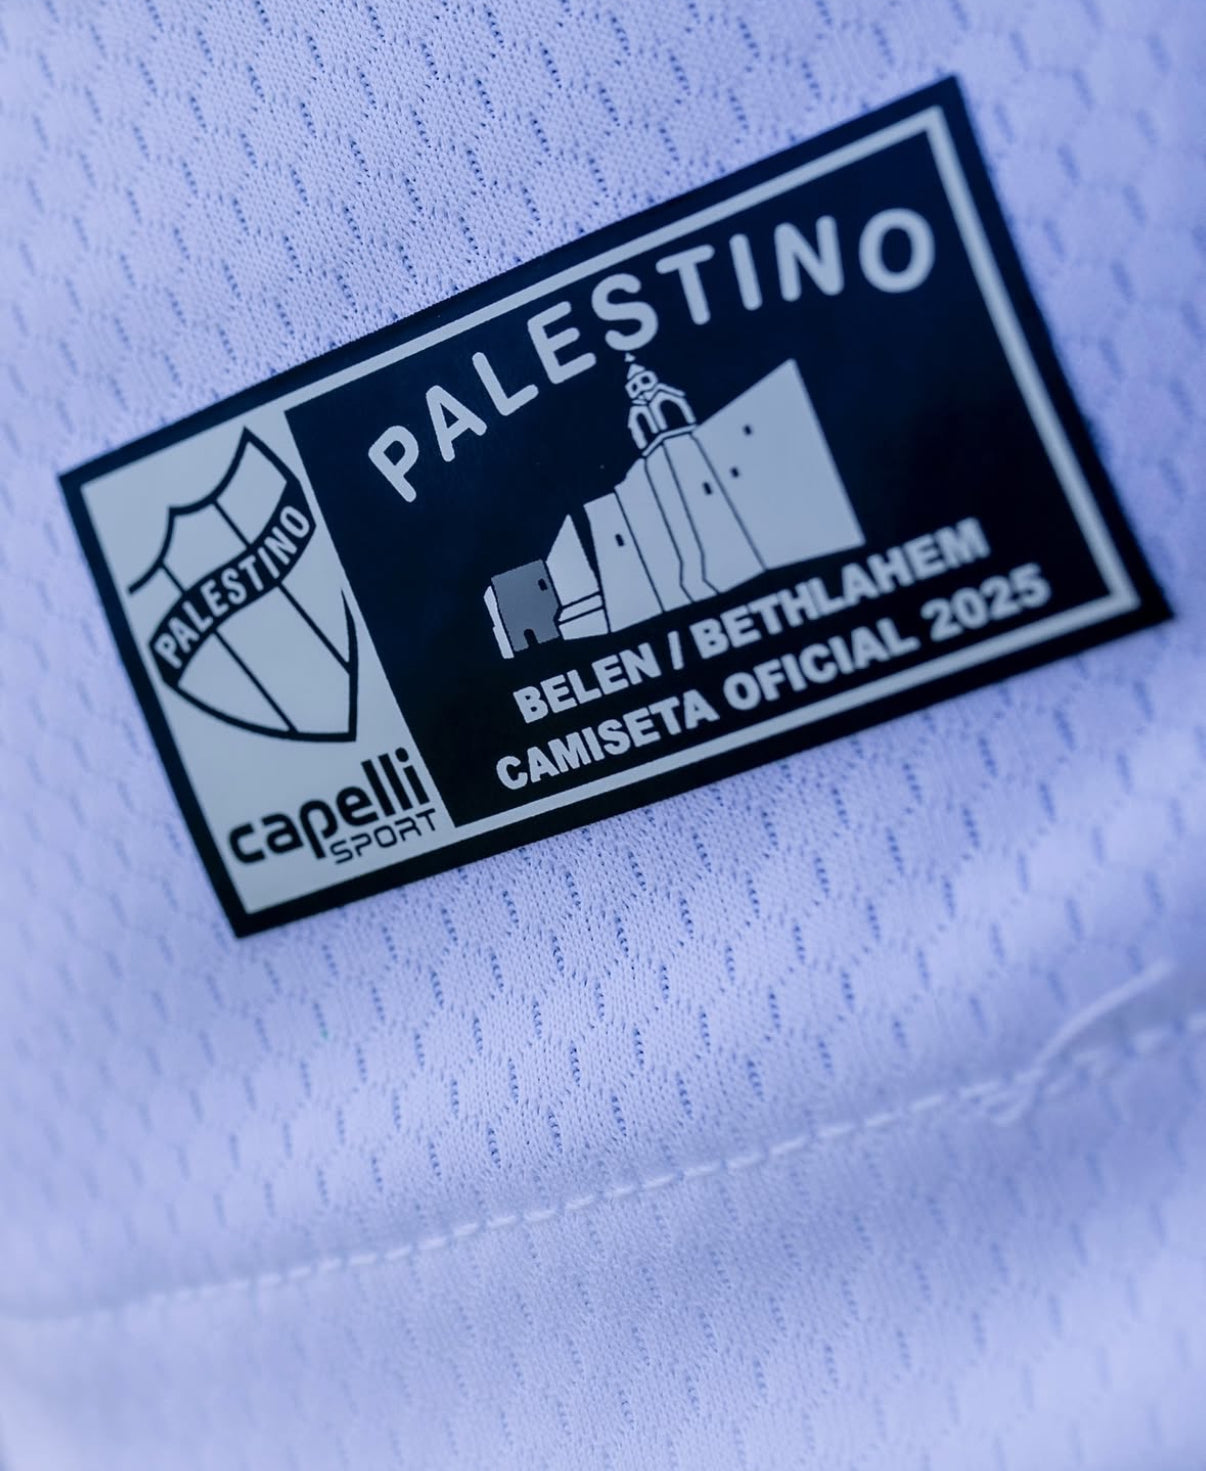 PALESTINO
capelli
SPORT
PALESTINO
BELEN / BETHLAHEM
CAMISETA OFICIAL 2025